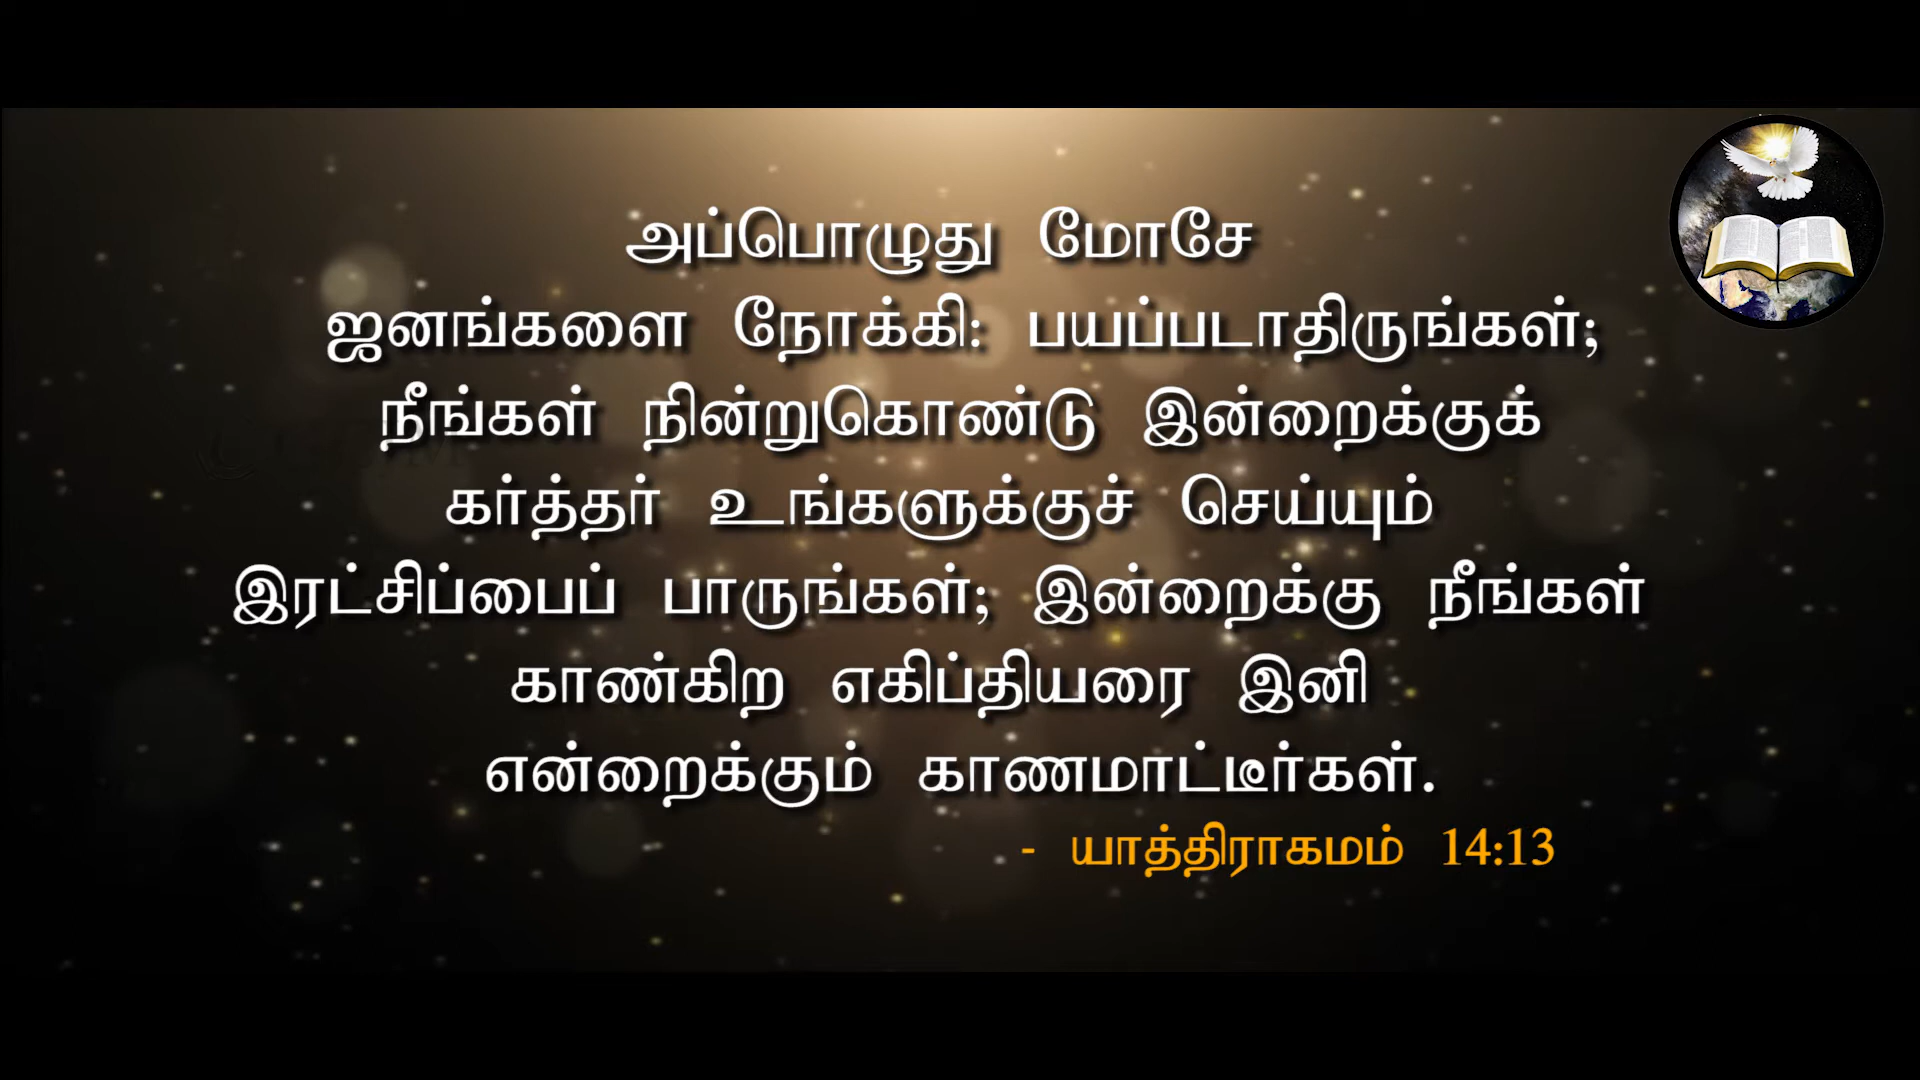 அப்பொழுது மோசே
ஜனங்களை நோக்கி: பயப்படாதிருங்கள்;
நீங்கள் நின்றுகொண்டு இன்றைக்குக்
கர்த்தர் உங்களுக்குச் செய்யும்
இரட்சிப்பைப் பாருங்கள்; இன்றைக்கு நீங்கள்
காண்கிற எகிப்தியரை இனி
என்றைக்கும் காணமாட்டீர்கள்.
- யாத்திராகமம் 14:13